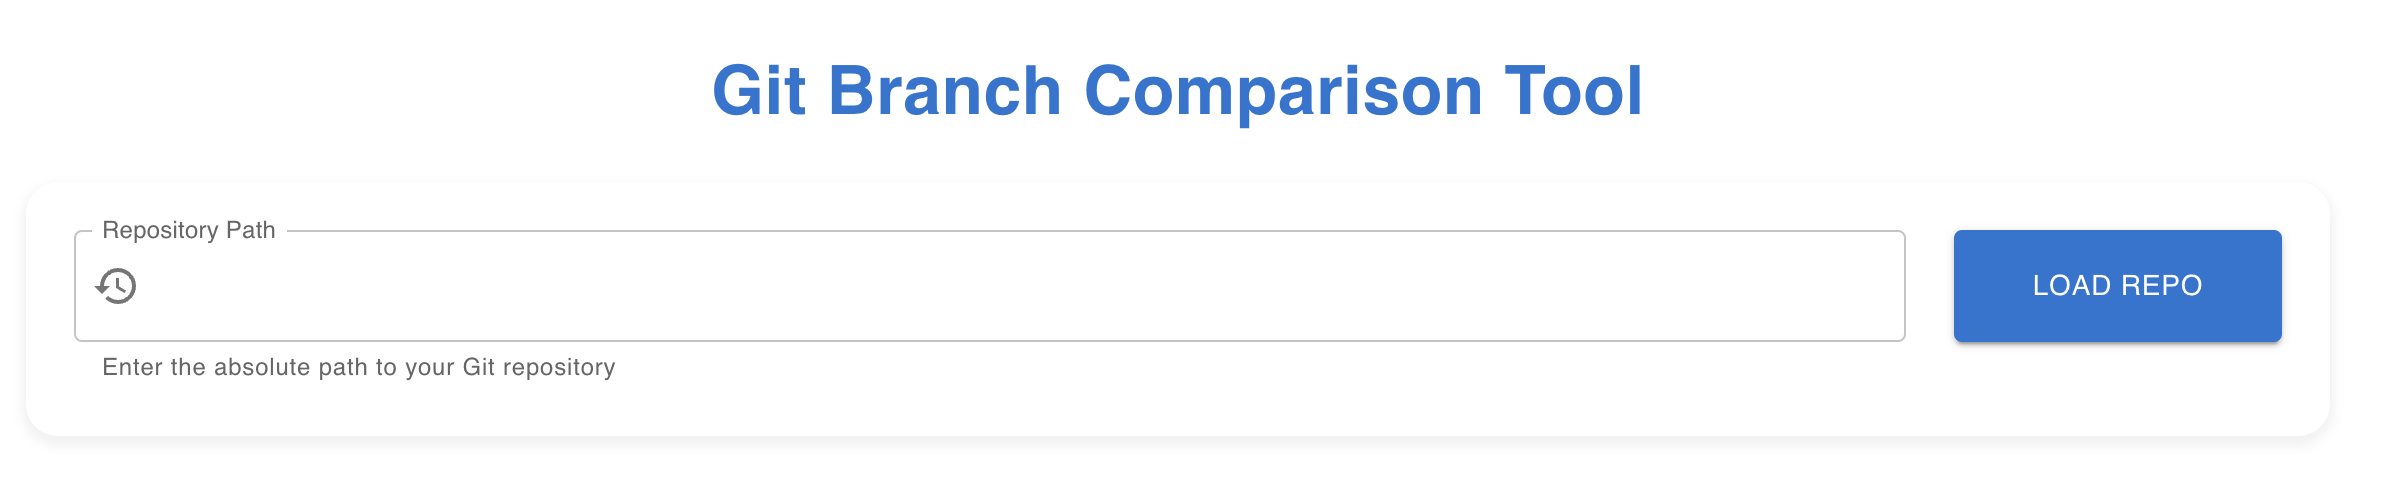 Git Branch Comparison Tool
Repository Path
LOAD REPO
Enter the absolute path to your Git repository